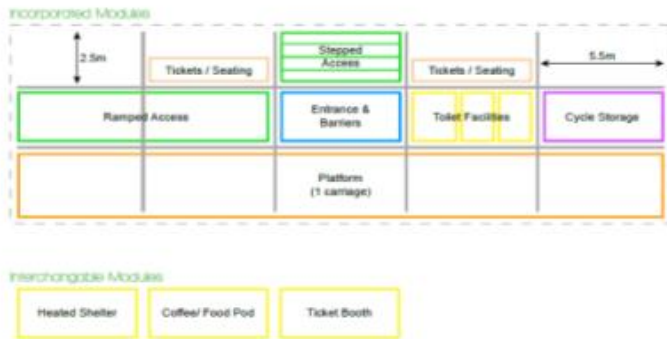 Incorporated Modules
2.5m
Stepped
Access
5.5m
Tickets / Seating
Tickets / Seating
Ramped Access
Entrance &
Barriers
Toilet Facilities
Cycle Storage
Platform
(1 carriage)
Interchangable Modules
Heated Shelter
Coffee/ Food Pod
Ticket Booth